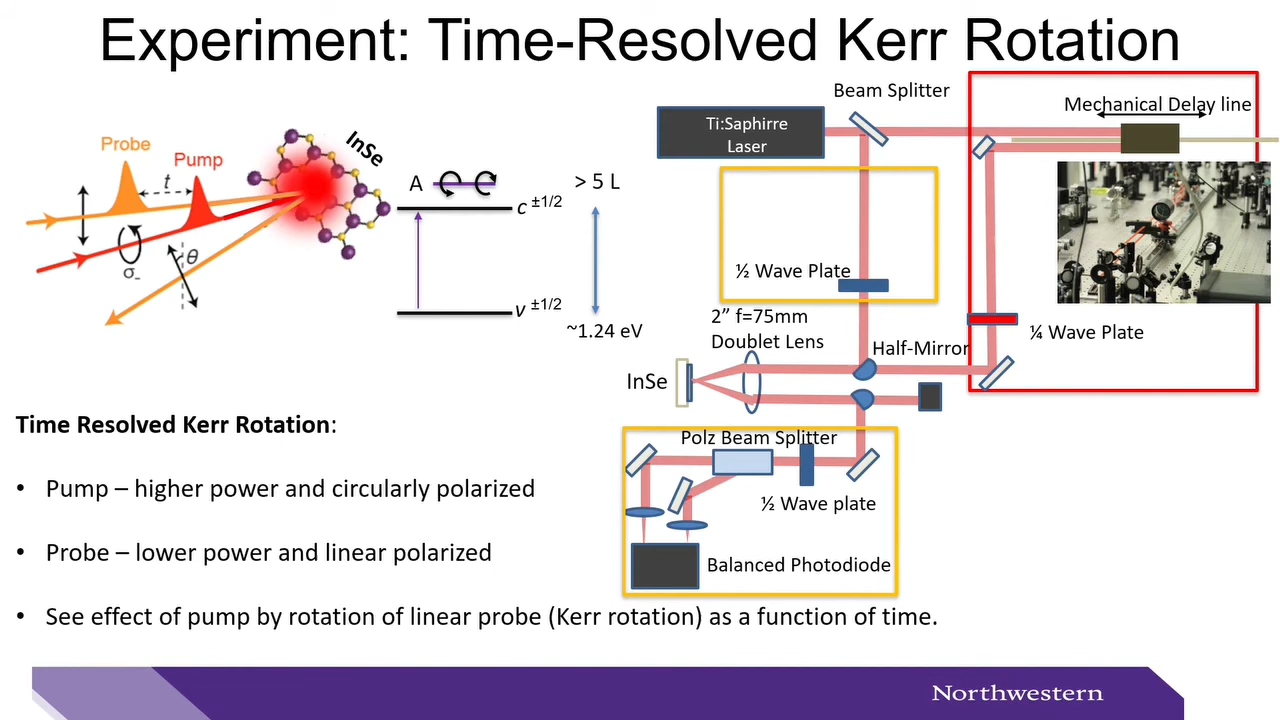 Experiment: Time-Resolved Kerr Rotation
Probe
Pump
t
σ-
θ
InSe
A
> 5 L
c ±1/2
v ±1/2
~1.24 eV
Beam Splitter
Ti:Saphirre
Laser
Mechanical Delay line
½ Wave Plate
2” f=75mm
Doublet Lens
Half-Mirror
¼ Wave Plate
InSe
Polz Beam Splitter
½ Wave plate
Balanced Photodiode
Time Resolved Kerr Rotation:
• Pump – higher power and circularly polarized
• Probe – lower power and linear polarized
• See effect of pump by rotation of linear probe (Kerr rotation) as a function of time.
Northwestern